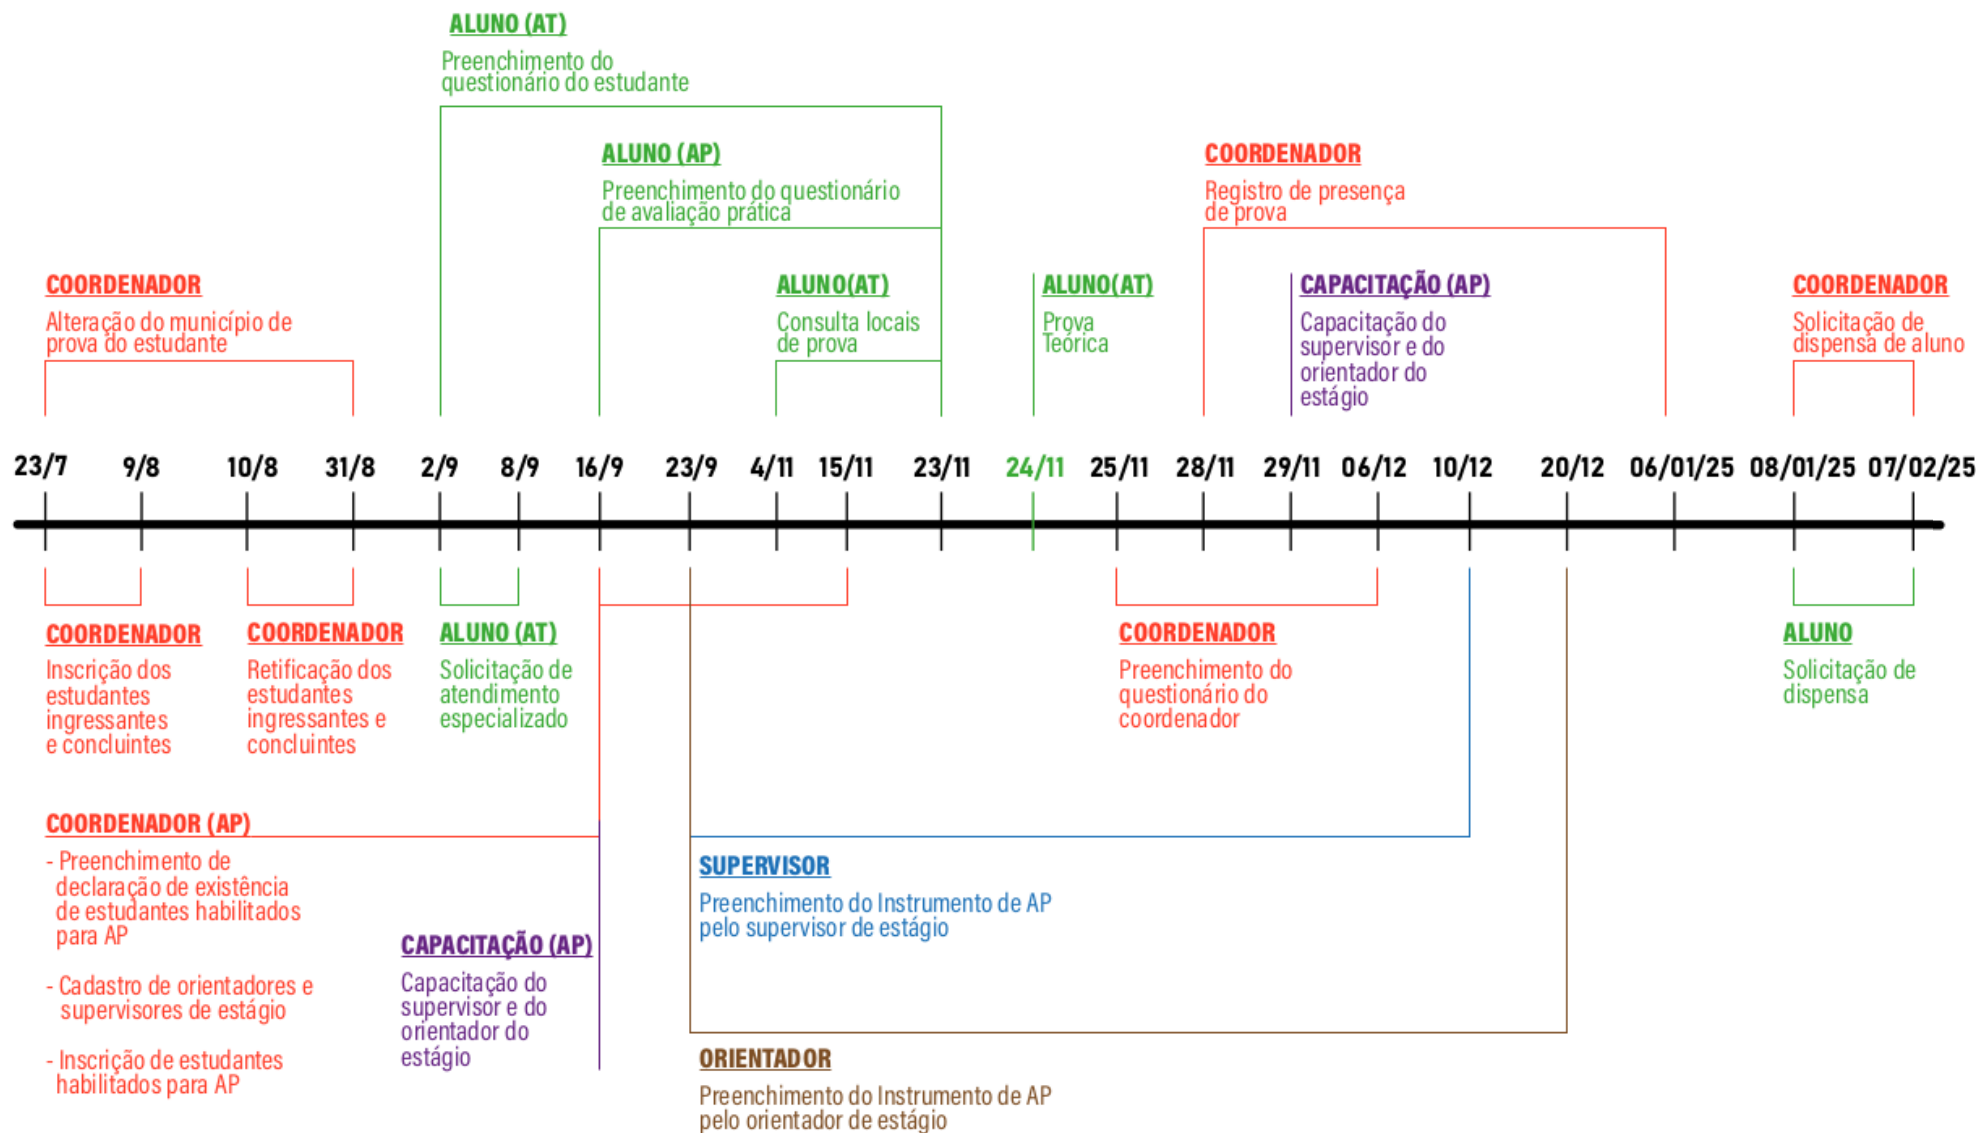 ALUNO (AT)
Preenchimento do
questionário do estudante
ALUNO (AP)
Preenchimento do questionário
de avaliação prática
COORDENADOR
Registro de presença
de prova
COORDENADOR
Alteração do município de
prova do estudante
ALUNO(AT)
Consulta locais
de prova
ALUNO(AT)
Prova
Teórica
CAPACITAÇÃO (AP)
Capacitação do
supervisor e do
orientador do
estágio
COORDENADOR
Solicitação de
dispensa de aluno
23/7 9/8 10/8 31/8 2/9 8/9 16/9 23/9 4/11 15/11 23/11 24/11 25/11 28/11 29/11 06/12 10/12 20/12 06/01/25 08/01/25 07/02/25
COORDENADOR
Inscrição dos
estudantes
ingressantes
e concluintes
COORDENADOR
Retificação dos
estudantes
ingressantes e
concluintes
ALUNO (AT)
Solicitação de
atendimento
especializado
COORDENADOR
Preenchimento do
questionário do
coordenador
ALUNO
Solicitação de
dispensa
COORDENADOR (AP)
- Preenchimento de
declaração de existência
de estudantes habilitados
para AP
- Cadastro de orientadores e
supervisores de estágio
- Inscrição de estudantes
habilitados para AP
CAPACITAÇÃO (AP)
Capacitação do
supervisor e do
orientador do
estágio
SUPERVISOR
Preenchimento do Instrumento de AP
pelo supervisor de estágio
ORIENTADOR
Preenchimento do Instrumento de AP
pelo orientador de estágio